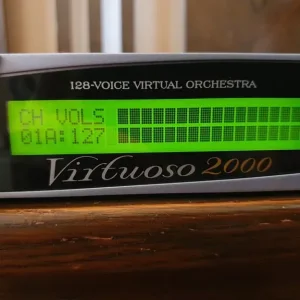 128-VOICE VIRTUAL ORCHESTRA
CH VOLS
01A:127
Virtuoso 2000